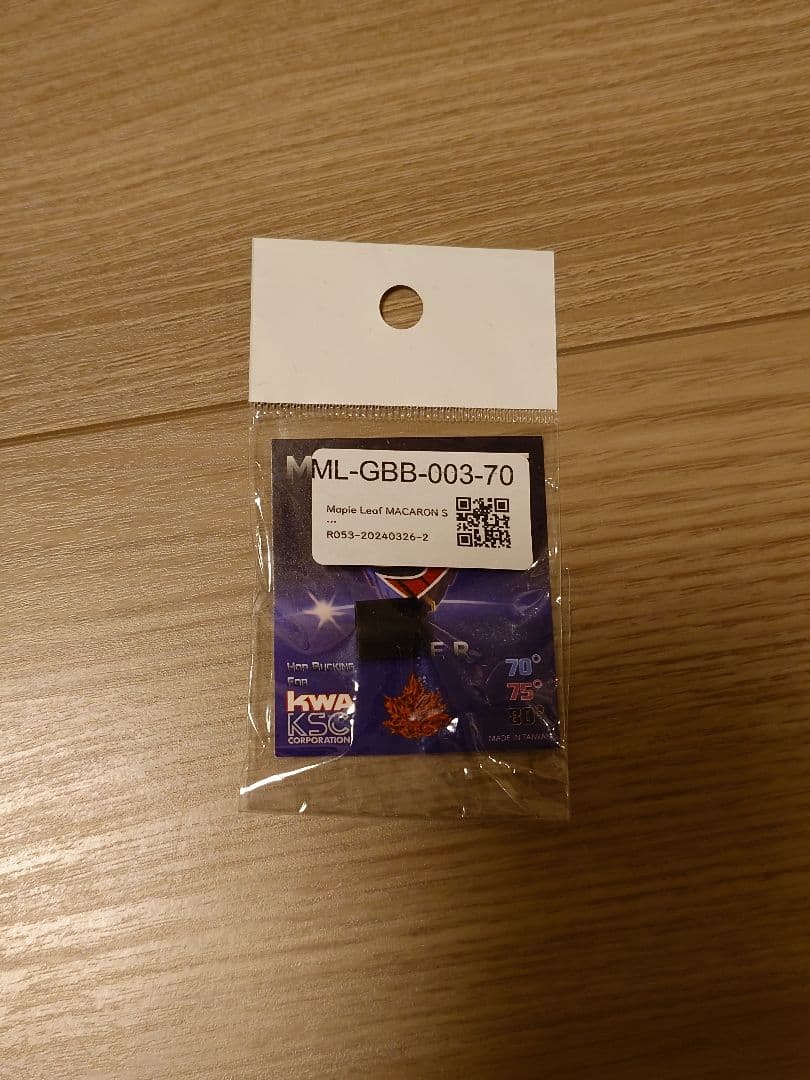 ML-GBB-003-70
Maple Leaf MACARON S
...
R053-20240326-2
ER
Hop Bucking
For
KWA
KSC
CORPORATION
70°
75°
80°
MADE IN TAIWAN